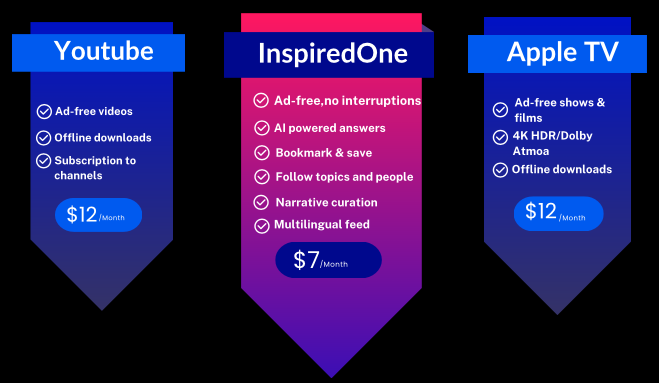 Youtube
Ad-free videos
Offline downloads
Subscription to
channels
$12 /Month
InspiredOne
Ad-free,no interruptions
AI powered answers
Bookmark & save
Follow topics and people
Narrative curation
Multilingual feed
$7 /Month
Apple TV
Ad-free shows &
films
4K HDR/Dolby
Atmoa
Offline downloads
$12 /Month